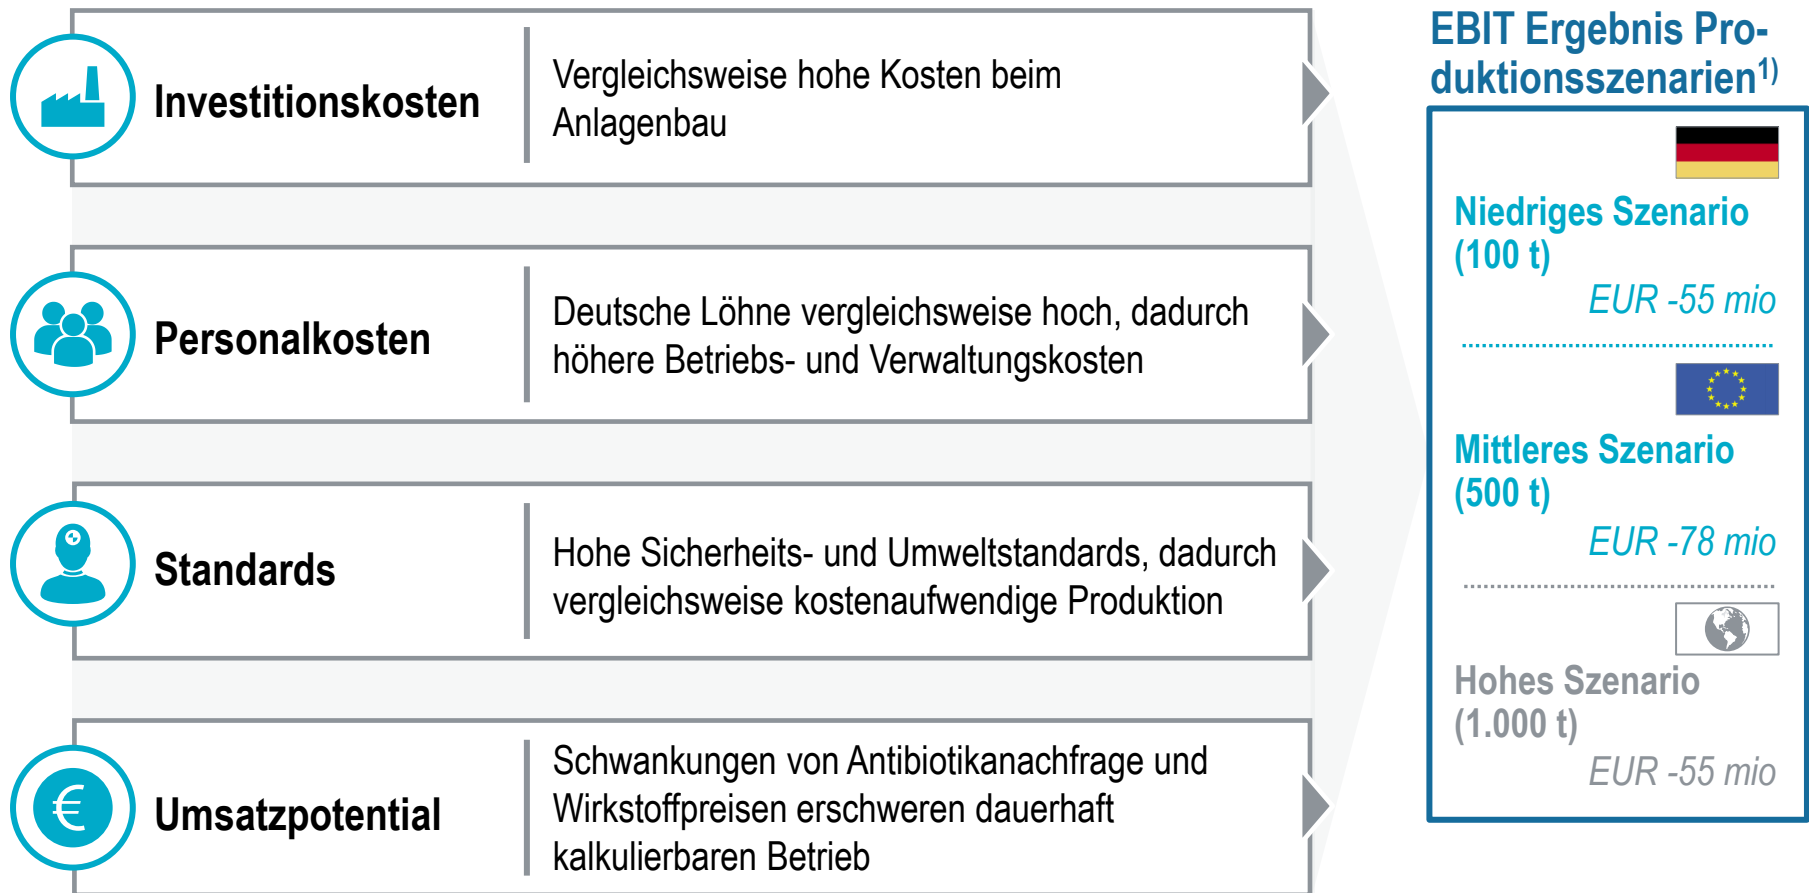 Investitionskosten
Vergleichsweise hohe Kosten beim
Anlagenbau
Personalkosten
Deutsche Löhne vergleichsweise hoch, dadurch
höhere Betriebs- und Verwaltungskosten
Standards
Hohe Sicherheits- und Umweltstandards, dadurch
vergleichsweise kostenaufwendige Produktion
€
Umsatzpotential
Schwankungen von Antibiotikanachfrage und
Wirkstoffpreisen erschweren dauerhaft
kalkulierbaren Betrieb
EBIT Ergebnis Pro-
duktionsszenarien¹⁾
Niedriges Szenario
(100 t)
EUR -55 mio
Mittleres Szenario
(500 t)
EUR -78 mio
Hohes Szenario
(1.000 t)
EUR -55 mio